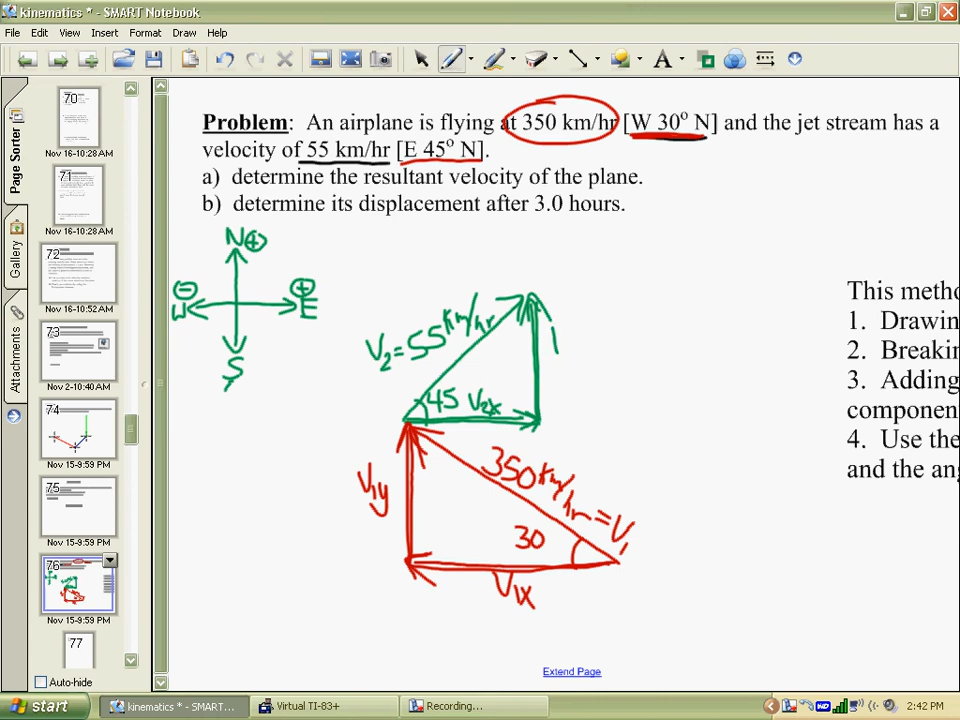 kinematics * - SMART Notebook
File Edit View Insert Format Draw Help
Page Sorter
Gallery
Attachments
70
Nov 16-10:28 AM
71
Nov 16-10:28 AM
72
Nov 16-10:52 AM
73
Nov 2-10:40 AM
74
Nov 15-9:59 PM
75
Nov 15-9:59 PM
76
Nov 15-9:59 PM
77
Auto-hide
Problem: An airplane is flying at 350 km/hr [W 30° N] and the jet stream has a
velocity of 55 km/hr [E 45° N].
a) determine the resultant velocity of the plane.
b) determine its displacement after 3.0 hours.
N +
- W
+ E
S
V2 = 55 km/hr
45 V2x
V1y
350 km/hr = V1
30
V1x
This metho
1. Drawin
2. Breaki
3. Adding
componen
4. Use the
and the ang
Extend Page
start
kinematics * - SMART...
Virtual TI-83+
Recording...
2:42 PM